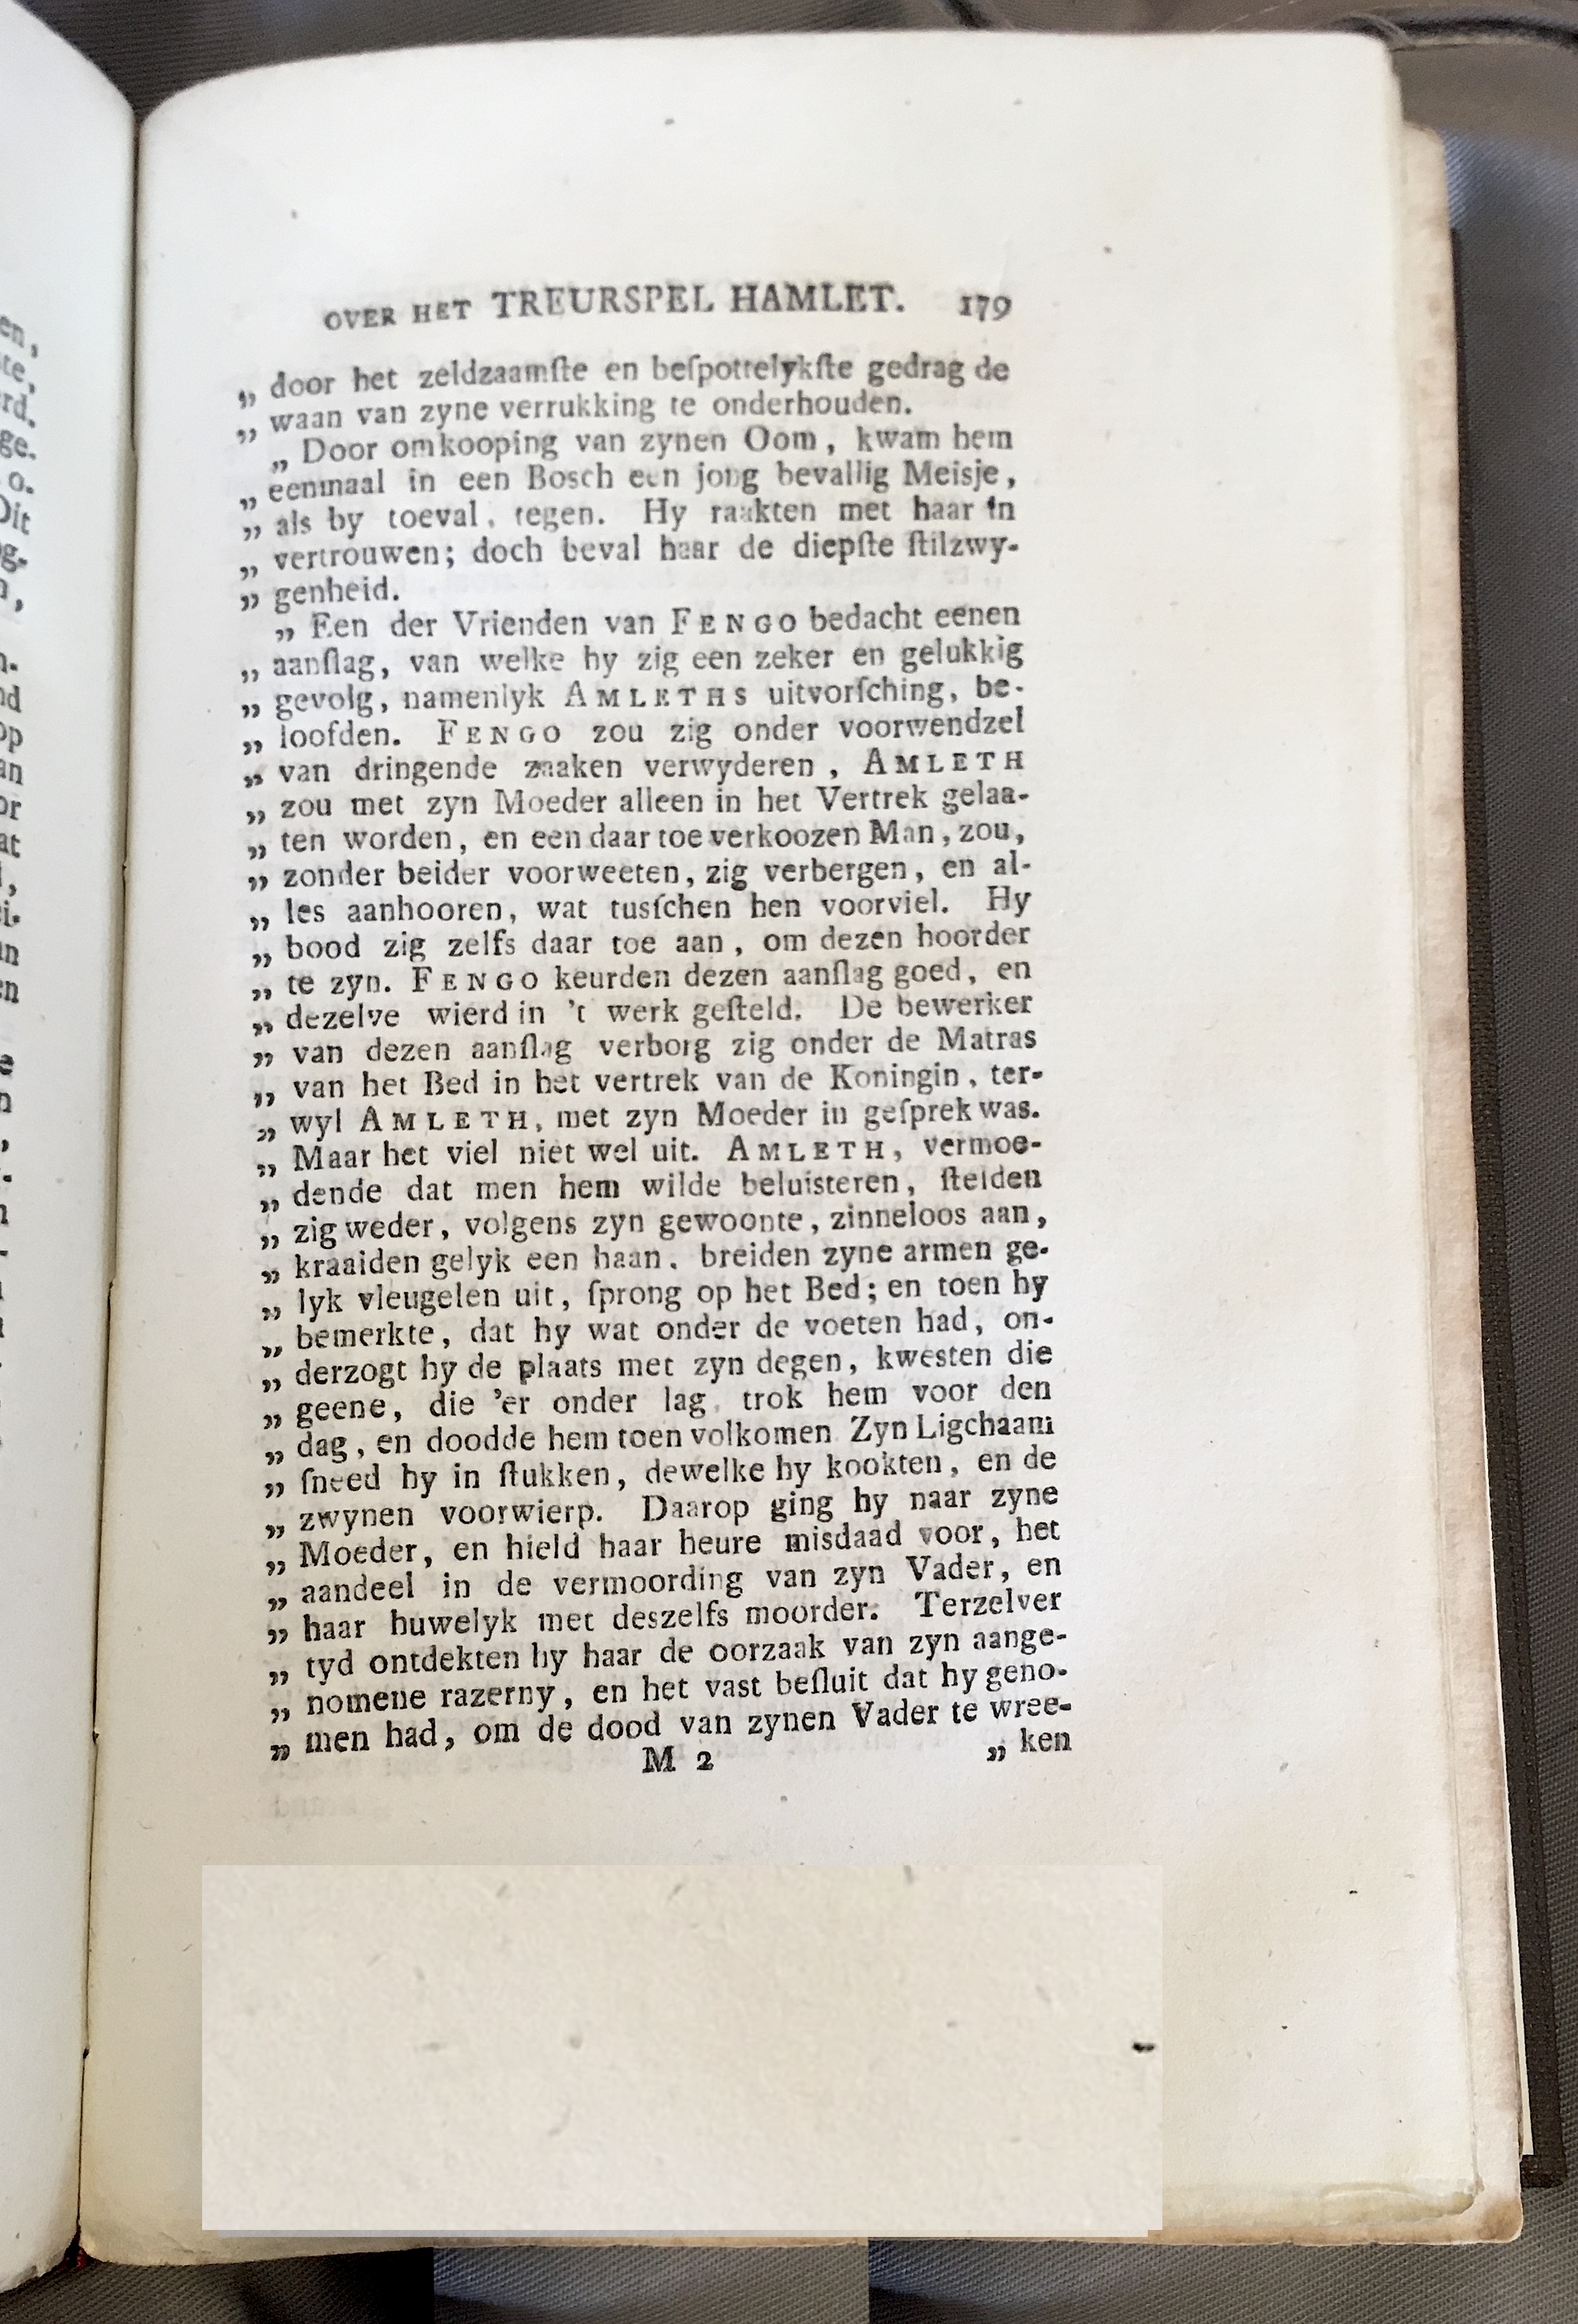 OVER HET TREURSPEL HAMLET. 179
„ door het zeldzaamſte en beſpottelykſte gedrag de
„ waan van zyne verrukking te onderhouden.
„ Door omkooping van zynen Oom, kwam hem
„ eenmaal in een Bosch een jong bevallig Meisje,
„ als by toeval, tegen. Hy raakten met haar in
„ vertrouwen; doch beval haar de diepſte ſtilzwy-
„ genheid.
„ Een der Vrienden van FENGO bedacht eenen
„ aanſlag, van welke hy zig een zeker en gelukkig
„ gevolg, namenlyk AMLETHS uitvorſching, be-
„ loofden. FENGO zou zig onder voorwendzel
„ van dringende zaaken verwyderen, AMLETH
„ zou met zyn Moeder alleen in het Vertrek gelaa-
„ ten worden, en een daar toe verkoozen Man, zou,
„ zonder beider voorweeten, zig verbergen, en al-
„ les aanhooren, wat tusſchen hen voorviel. Hy
„ bood zig zelfs daar toe aan, om dezen hoorder
„ te zyn. FENGO keurden dezen aanſlag goed, en
„ dezelve wierd in 't werk geſteld. De bewerker
„ van dezen aanſlag verborg zig onder de Matras
„ van het Bed in het vertrek van de Koningin, ter-
„ wyl AMLETH, met zyn Moeder in geſprek was.
„ Maar het viel niet wel uit. AMLETH, vermoe-
„ dende dat men hem wilde beluisteren, ſtelden
„ zig weder, volgens zyn gewoonte, zinneloos aan,
„ kraaiden gelyk een haan, breiden zyne armen ge-
„ lyk vleugelen uit, ſprong op het Bed; en toen hy
„ bemerkte, dat hy wat onder de voeten had, on-
„ derzogt hy de plaats met zyn degen, kwesten die
„ geene, die 'er onder lag, trok hem voor den
„ dag, en doodde hem toen volkomen Zyn Ligchaam
„ ſneed hy in ſtukken, dewelke hy kookten, en de
„ zwynen voorwierp. Daarop ging hy naar zyne
„ Moeder, en hield haar heure misdaad voor, het
„ aandeel in de vermoording van zyn Vader, en
„ haar huwelyk met deszelfs moorder. Terzelver
„ tyd ontdekten hy haar de oorzaak van zyn aange-
„ nomene razerny, en het vast beſluit dat hy geno-
„ men had, om de dood van zynen Vader te wree-
M 2 „ ken